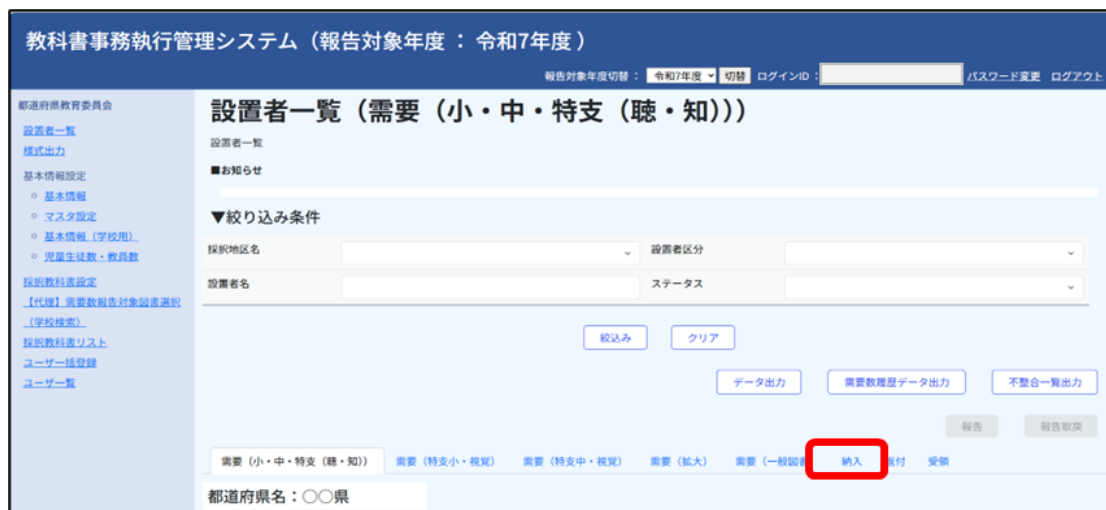 教科書事務執行管理システム（報告対象年度 ： 令和7年度 ）
報告対象年度切替： 令和7年度 切替 ログインID： パスワード変更 ログアウト
都道府県教育委員会
設置者一覧
様式出力
基本情報設定
基本情報
マスタ設定
基本情報（学校用）
児童生徒数・教員数
採択教科書設定
【代理】需要数報告対象図書選択
（学校検索）
採択教科書リスト
ユーザ一括登録
ユーザ一覧
設置者一覧（需要（小・中・特支（聴・知）））
設置者一覧
■お知らせ
▼絞り込み条件
採択地区名 設置者区分
設置者名 ステータス
絞込み クリア
データ出力 需要数履歴データ出力 不整合一覧出力
報告 報告取戻
需要（小・中・特支（聴・知）） 需要（特支小・視覚） 需要（特支中・視覚） 需要（拡大） 需要（一般図書 納入 付 受領
都道府県名：〇〇県